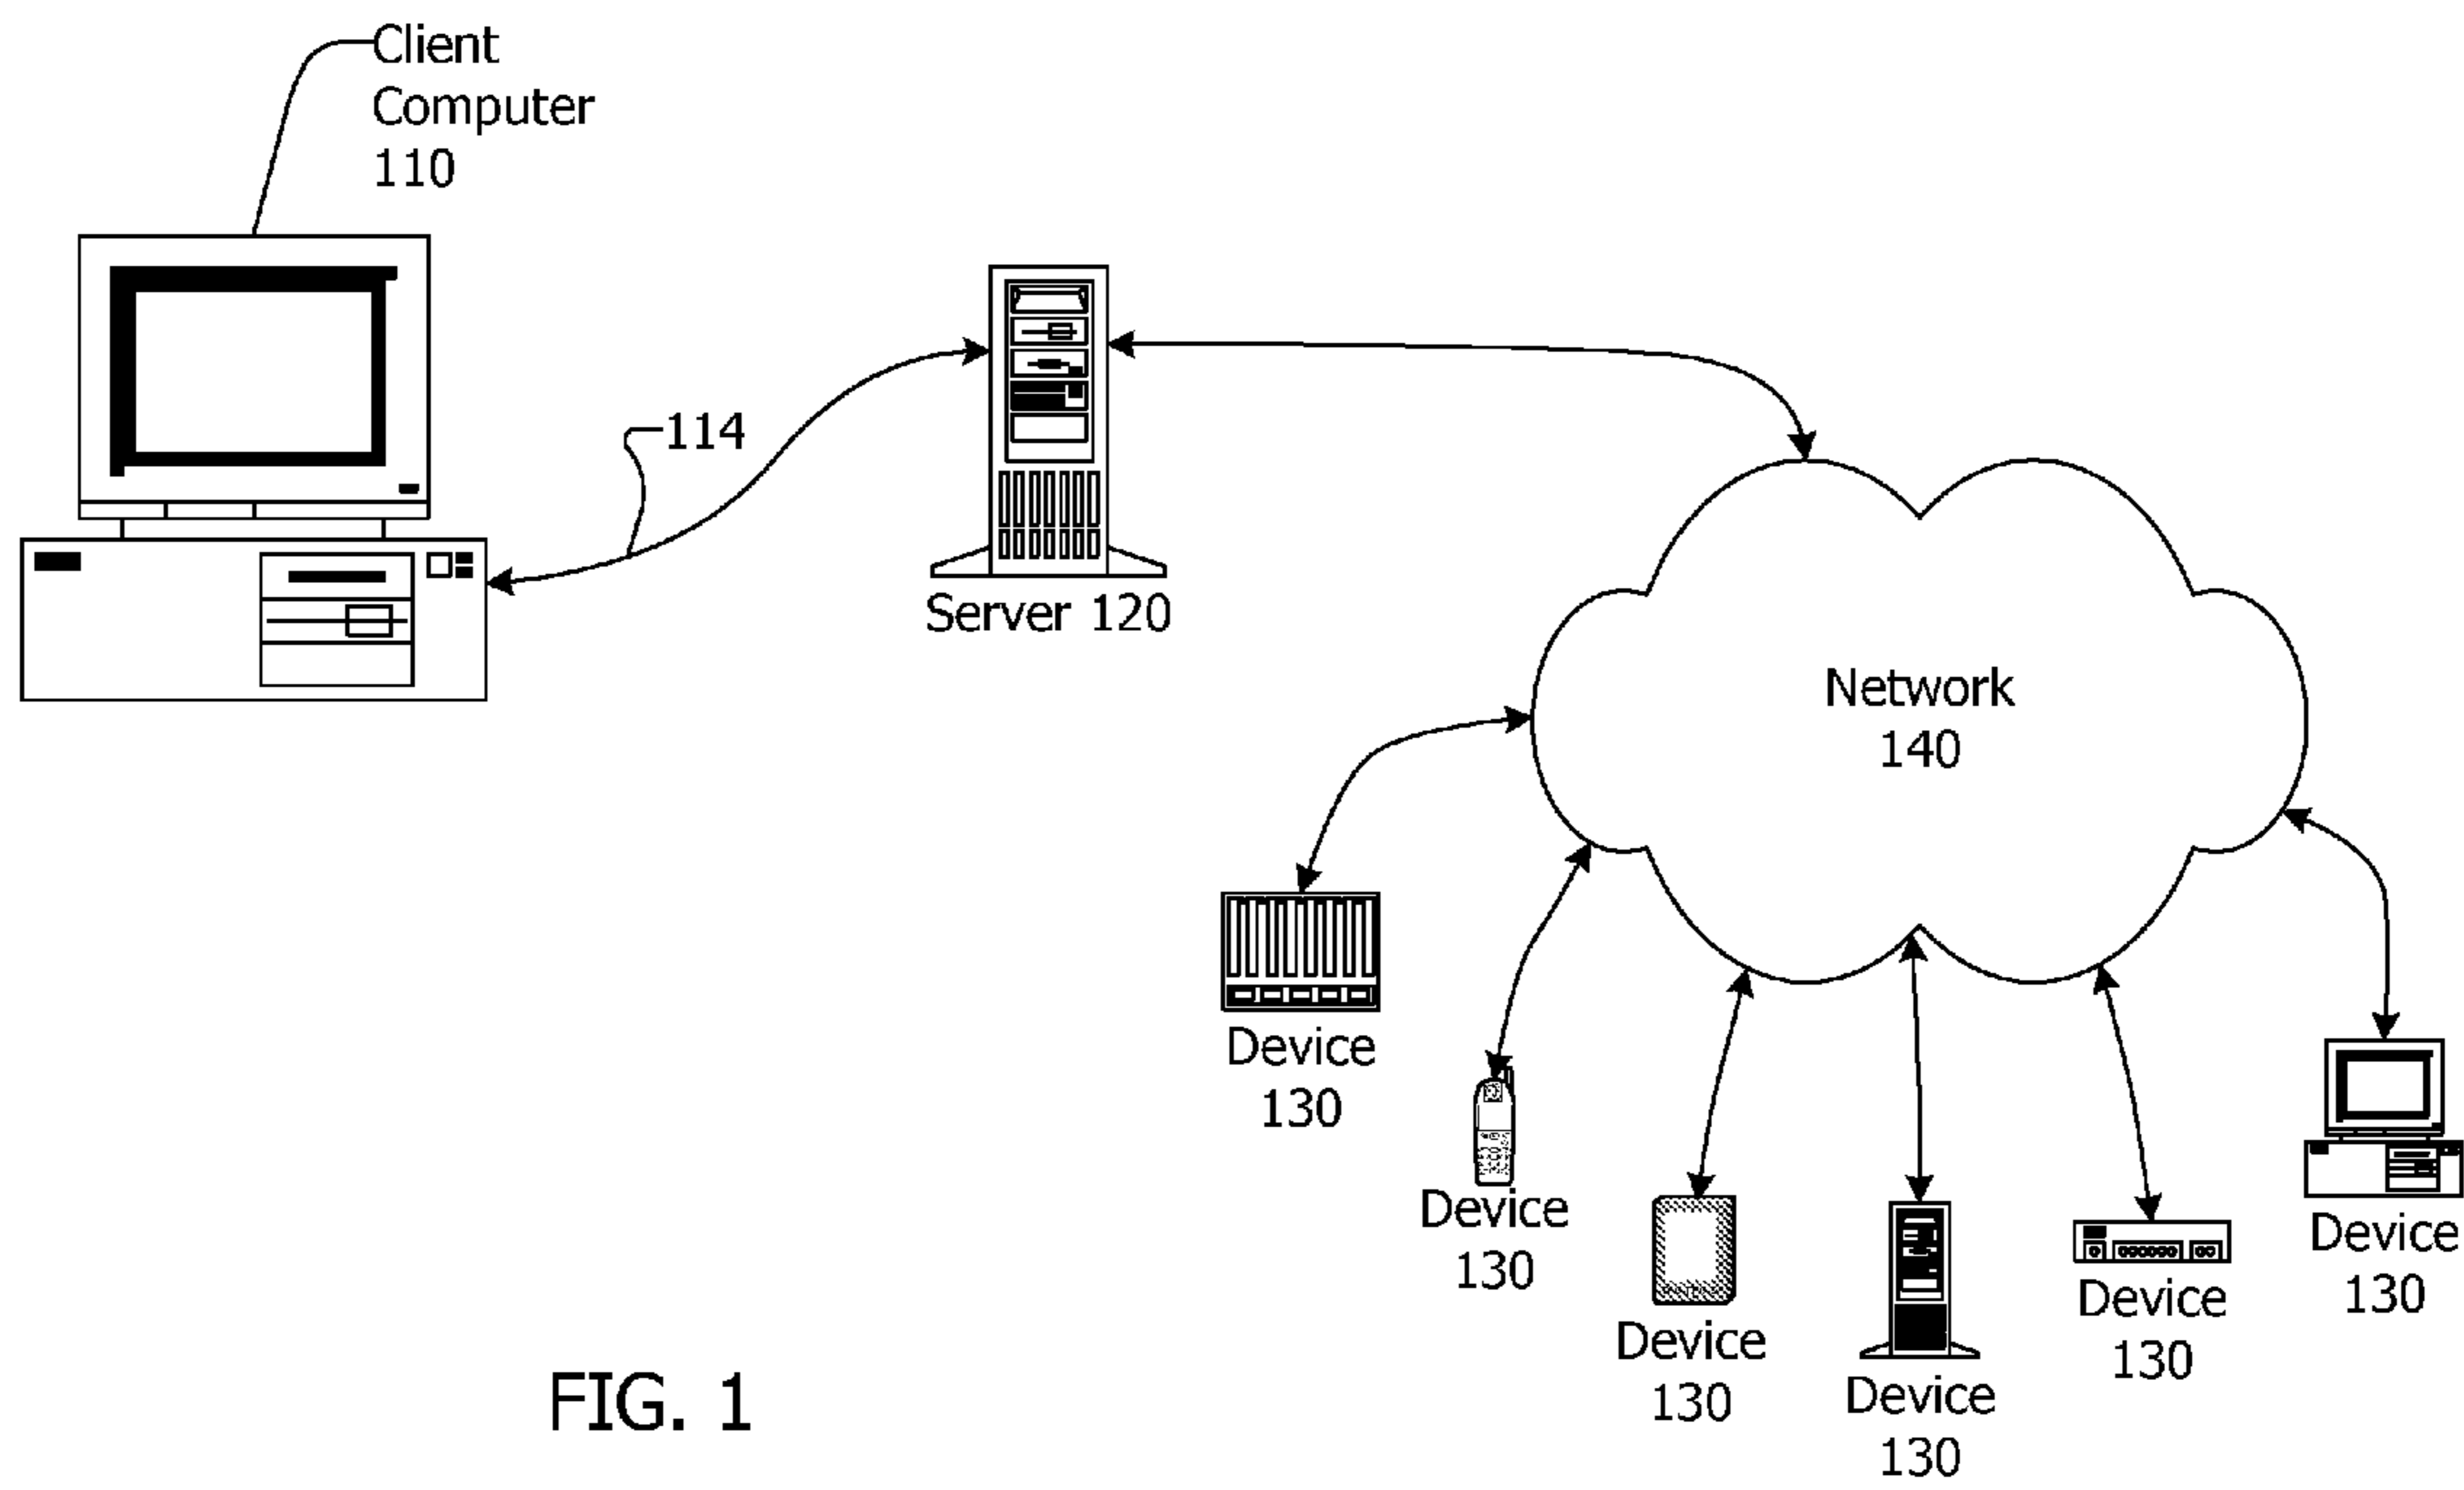 Client
Computer
110
114
Server 120
Network
140
Device
130
Device
130
Device
130
Device
130
Device
130
Device
130
FIG. 1